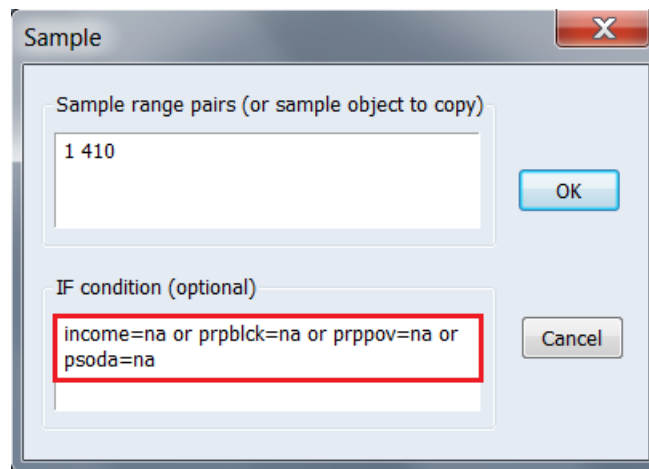 Sample
Sample range pairs (or sample object to copy)
1 410
OK
IF condition (optional)
income=na or prpblck=na or prppov=na or
psoda=na
Cancel